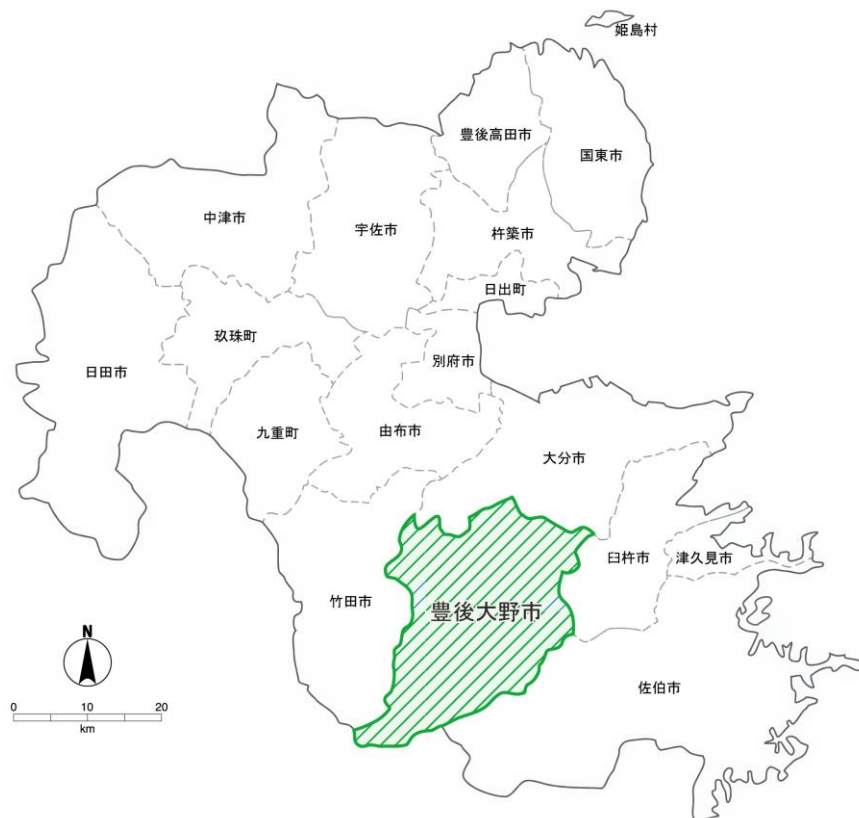 姫島村
豊後高田市
国東市
中津市
宇佐市
杵築市
日出町
玖珠町
別府市
日田市
九重町
由布市
大分市
臼杵市
津久見市
竹田市
豊後大野市
佐伯市
N
0 10 20
km